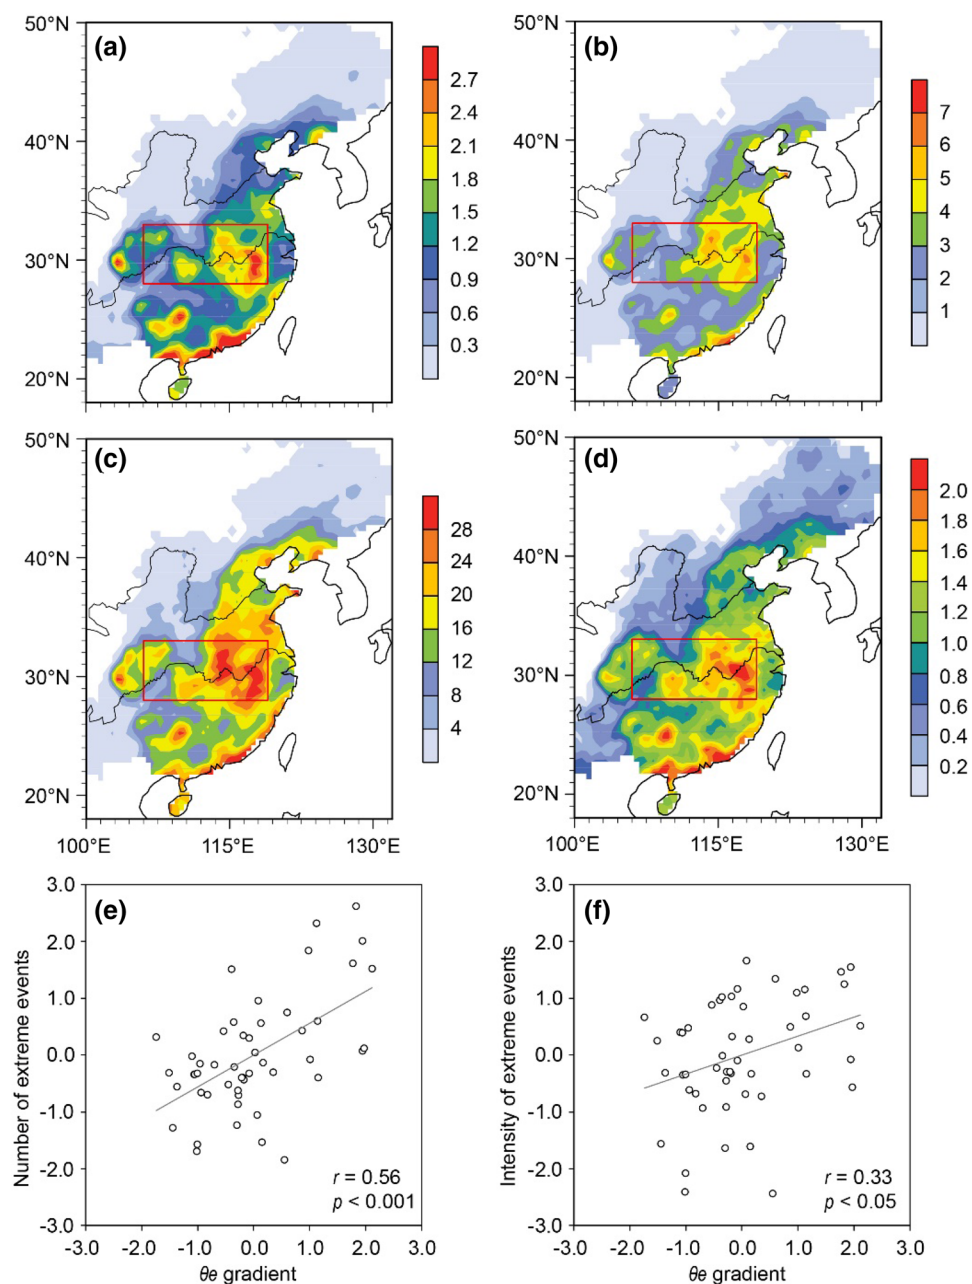 50°N
40°N
30°N
20°N
(a)
2.7
2.4
2.1
1.8
1.5
1.2
0.9
0.6
0.3
50°N
40°N
30°N
20°N
(b)
7
6
5
4
3
2
1
50°N
40°N
30°N
20°N
(c)
28
24
20
16
12
8
4
100°E
115°E
130°E
50°N
40°N
30°N
20°N
(d)
2.0
1.8
1.6
1.4
1.2
1.0
0.8
0.6
0.4
0.2
100°E
115°E
130°E
(e)
Number of extreme events
3.0
2.0
1.0
0.0
-1.0
-2.0
-3.0
r = 0.56
p < 0.001
-3.0
-2.0
-1.0
0.0
1.0
2.0
3.0
θe gradient
(f)
Intensity of extreme events
3.0
2.0
1.0
0.0
-1.0
-2.0
-3.0
r = 0.33
p < 0.05
-3.0
-2.0
-1.0
0.0
1.0
2.0
3.0
θe gradient